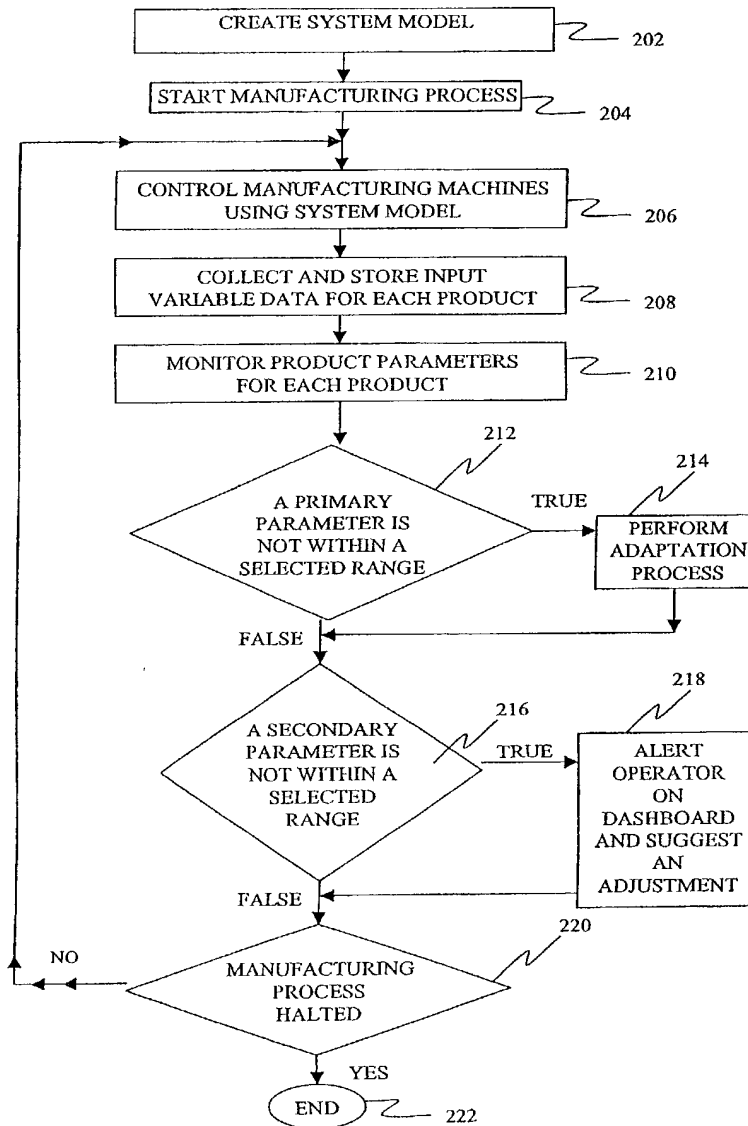 CREATE SYSTEM MODEL
202
START MANUFACTURING PROCESS
204
CONTROL MANUFACTURING MACHINES
USING SYSTEM MODEL
206
COLLECT AND STORE INPUT
VARIABLE DATA FOR EACH PRODUCT
208
MONITOR PRODUCT PARAMETERS
FOR EACH PRODUCT
210
212
A PRIMARY
PARAMETER IS
NOT WITHIN A
SELECTED RANGE
TRUE
214
PERFORM
ADAPTATION
PROCESS
FALSE
216
A SECONDARY
PARAMETER IS
NOT WITHIN A
SELECTED
RANGE
TRUE
218
ALERT
OPERATOR
ON
DASHBOARD
AND SUGGEST
AN
ADJUSTMENT
FALSE
220
NO
MANUFACTURING
PROCESS
HALTED
YES
END
222